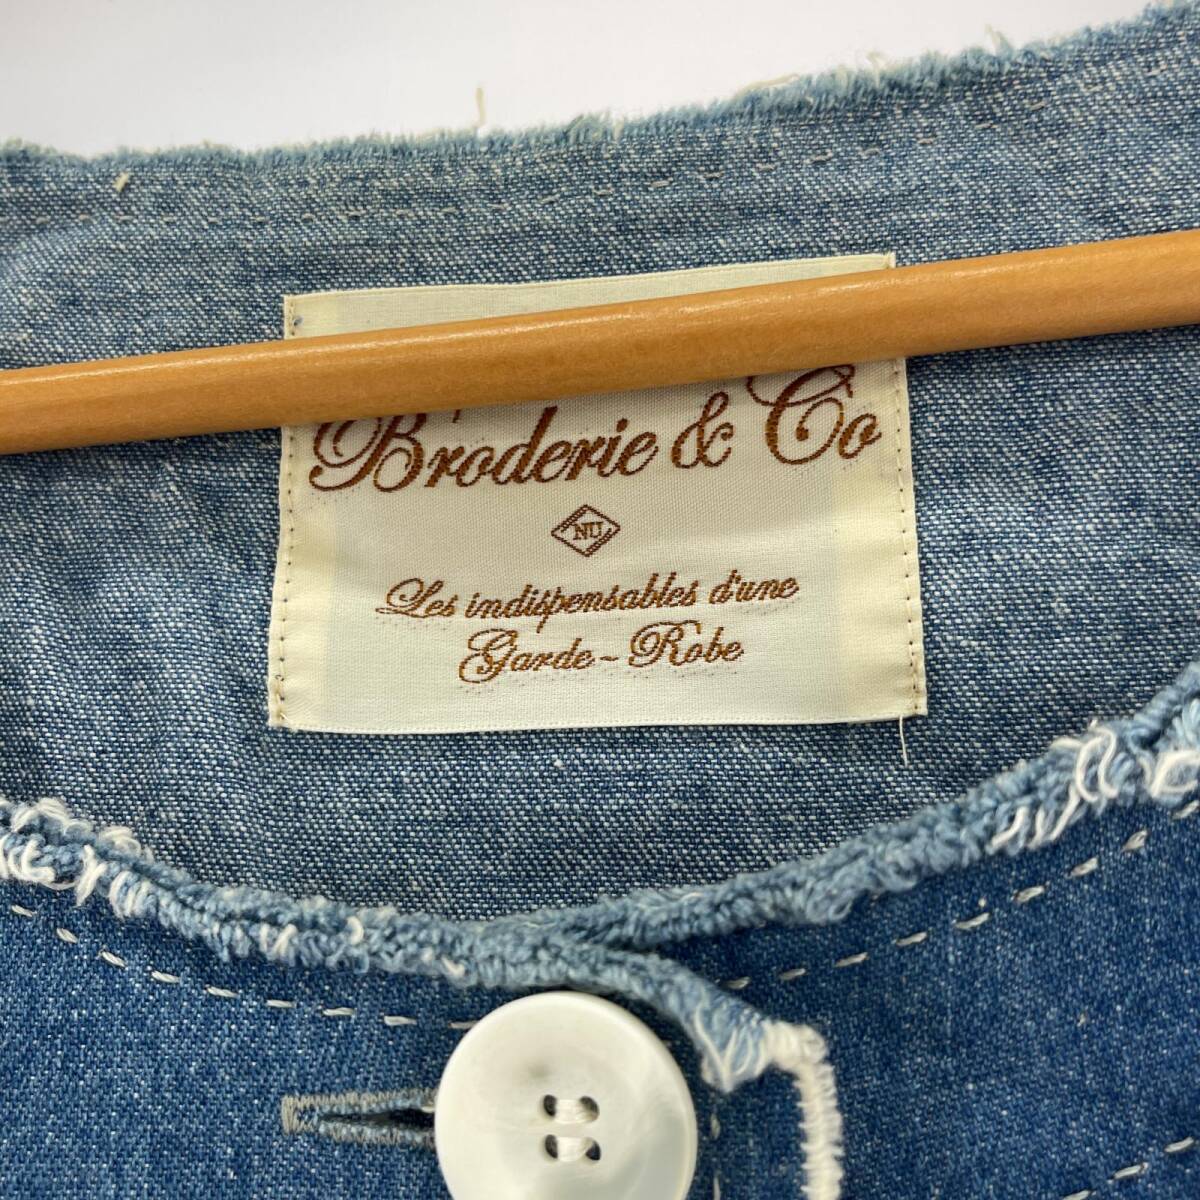 Broderie & Co
NU
Les indispensables d'une
Garde-Robe